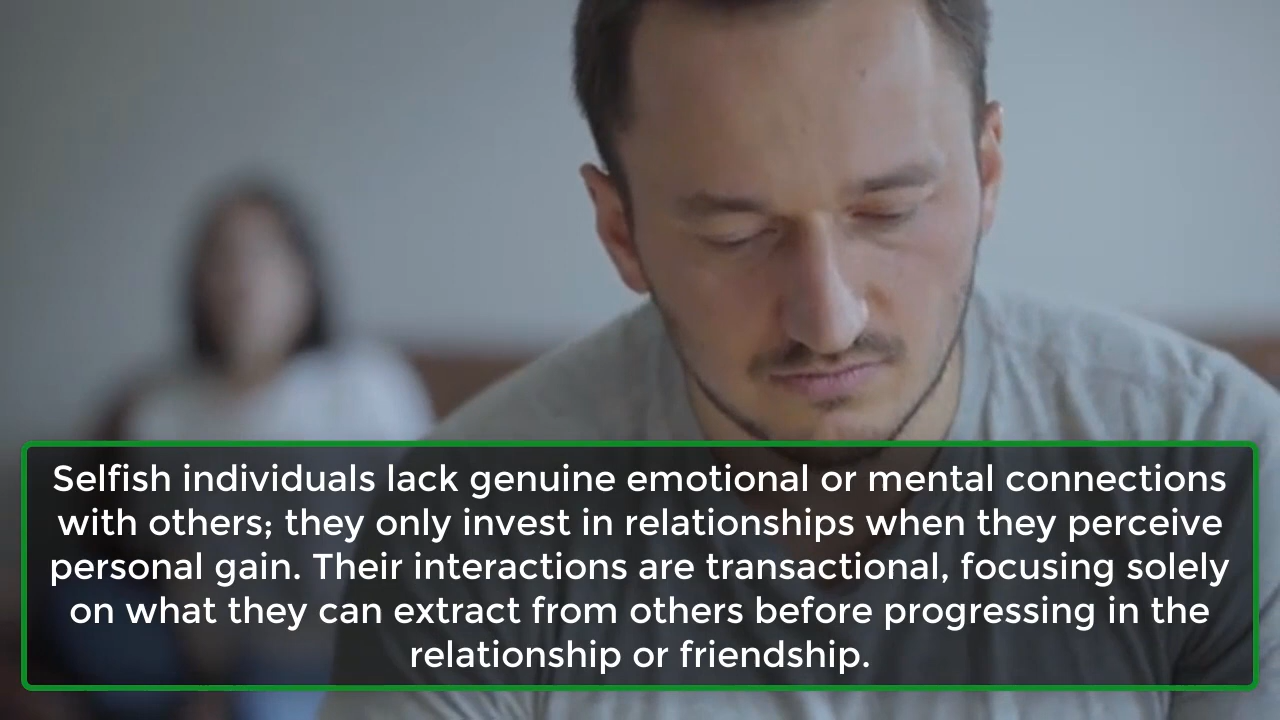 Selfish individuals lack genuine emotional or mental connections
with others; they only invest in relationships when they perceive
personal gain. Their interactions are transactional, focusing solely
on what they can extract from others before progressing in the
relationship or friendship.